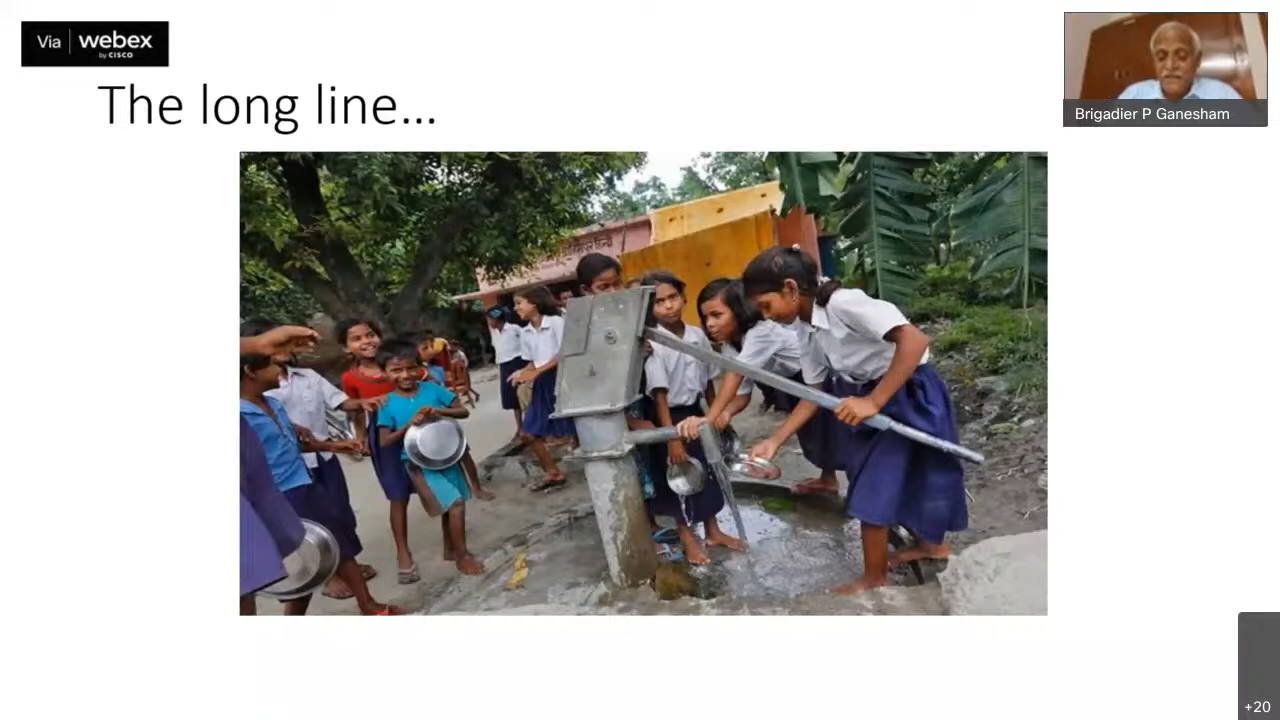 Via webex
by CISCO
The long line...
Brigadier P Ganesham
+20